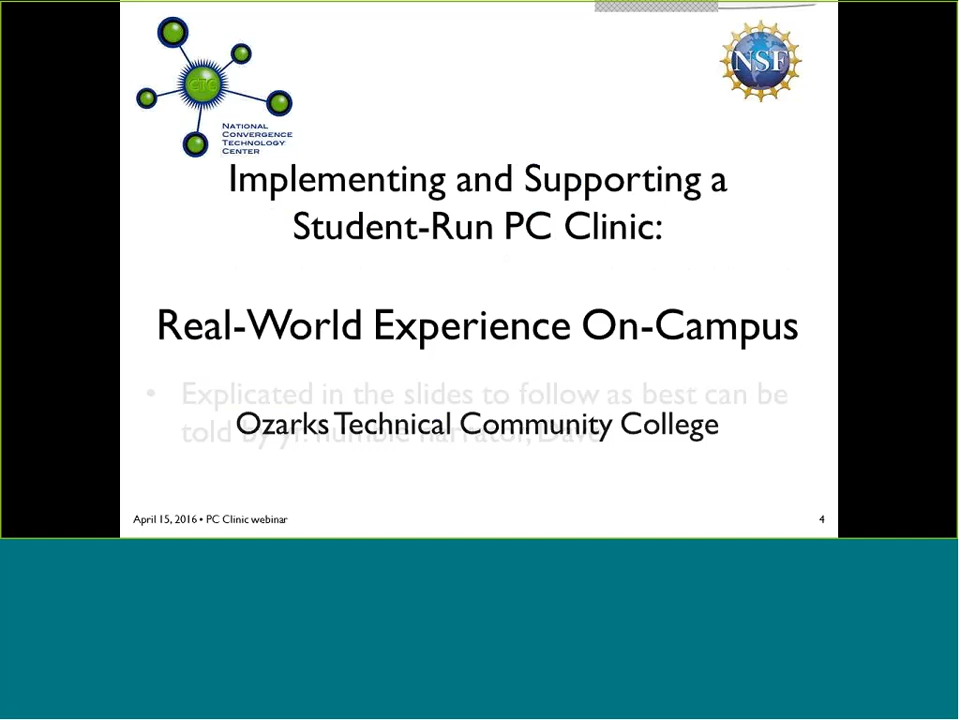 CTC
NSF
NATIONAL
CONVERGENCE
TECHNOLOGY
CENTER
Implementing and Supporting a
Student-Run PC Clinic:
Real-World Experience On-Campus
• Explicated in the slides to follow as best can be
told by yr. humble narrator, Dave
Ozarks Technical Community College
April 15, 2016 • PC Clinic webinar
4